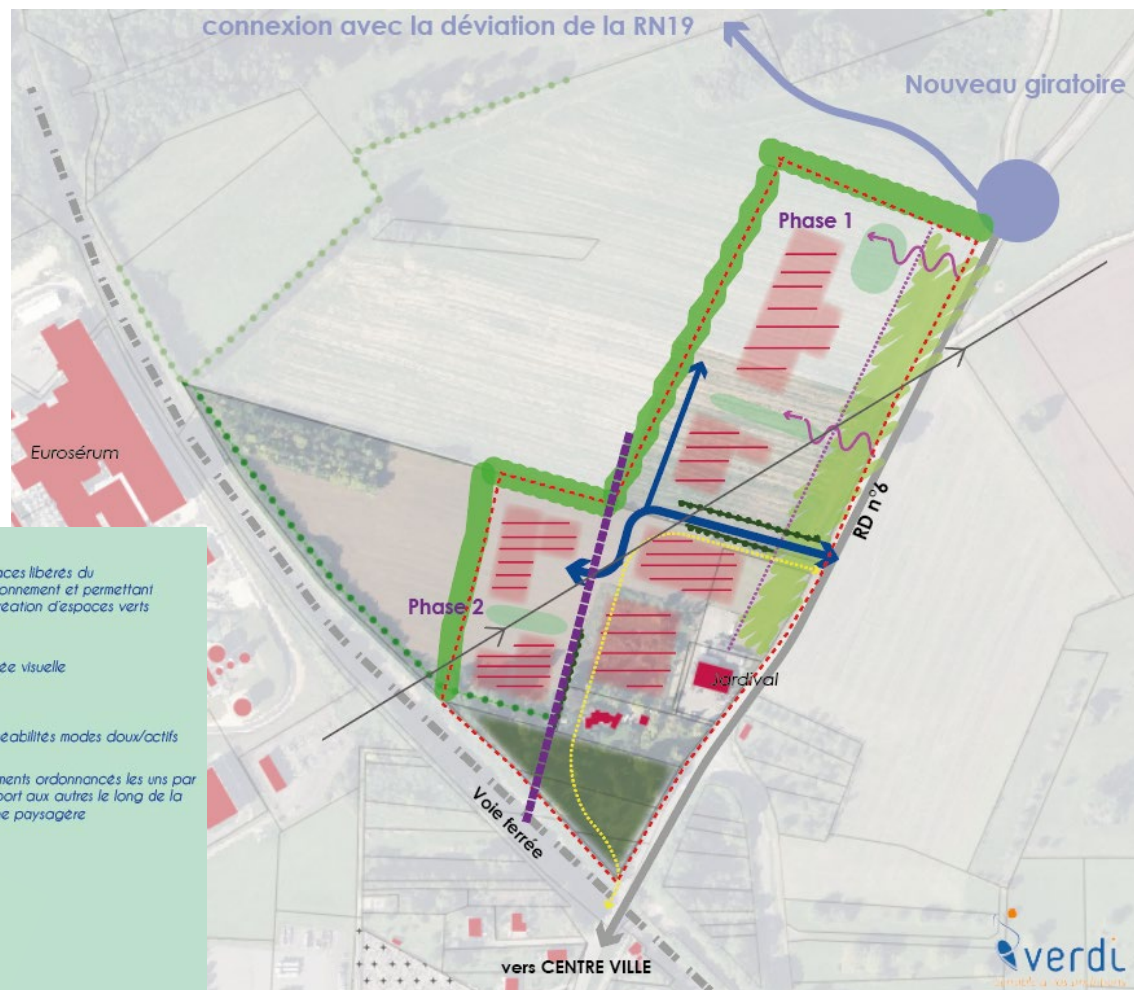 connexion avec la déviation de la RN19
Nouveau giratoire
Phase 1
Eurosérum
RD n°6
Phase 2
Jardival
Voie ferrée
vers CENTRE VILLE
aces libérés du
onnement et permettant
réation d'espaces verts
ée visuelle
éabilités modes doux/actifs
ments ordonnancés les uns par
port aux autres le long de la
e paysagère
verdi